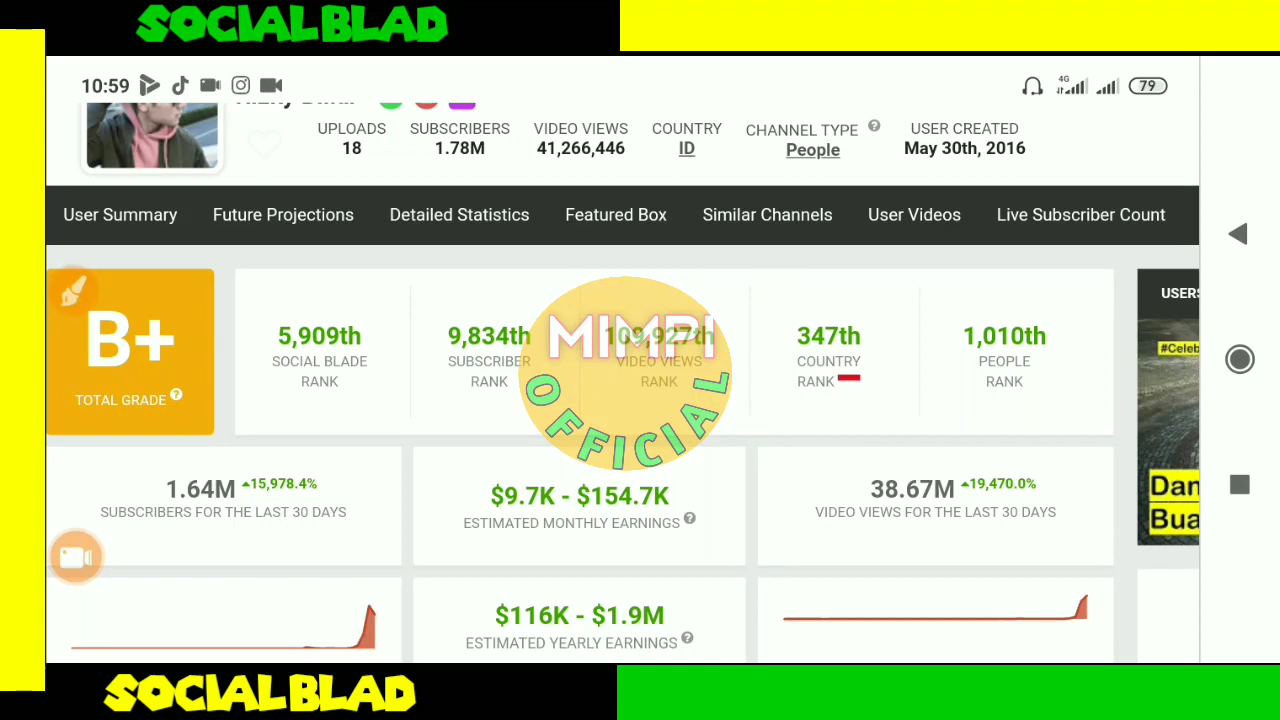 SOCIALBLAD
10:59
4G
79
UPLOADS
18
SUBSCRIBERS
1.78M
VIDEO VIEWS
41,266,446
COUNTRY
ID
CHANNEL TYPE ?
People
USER CREATED
May 30th, 2016
User Summary
Future Projections
Detailed Statistics
Featured Box
Similar Channels
User Videos
Live Subscriber Count
B+
TOTAL GRADE ?
5,909th
SOCIAL BLADE
RANK
9,834th
SUBSCRIBER
RANK
109,927th
VIDEO VIEWS
RANK
347th
COUNTRY
RANK
1,010th
PEOPLE
RANK
MIMPI
OFFICIAL
USERS
#Celeb
Dan
Bua
1.64M 15,978.4%
SUBSCRIBERS FOR THE LAST 30 DAYS
$9.7K - $154.7K
ESTIMATED MONTHLY EARNINGS ?
38.67M 19,470.0%
VIDEO VIEWS FOR THE LAST 30 DAYS
$116K - $1.9M
ESTIMATED YEARLY EARNINGS ?
SOCIALBLAD